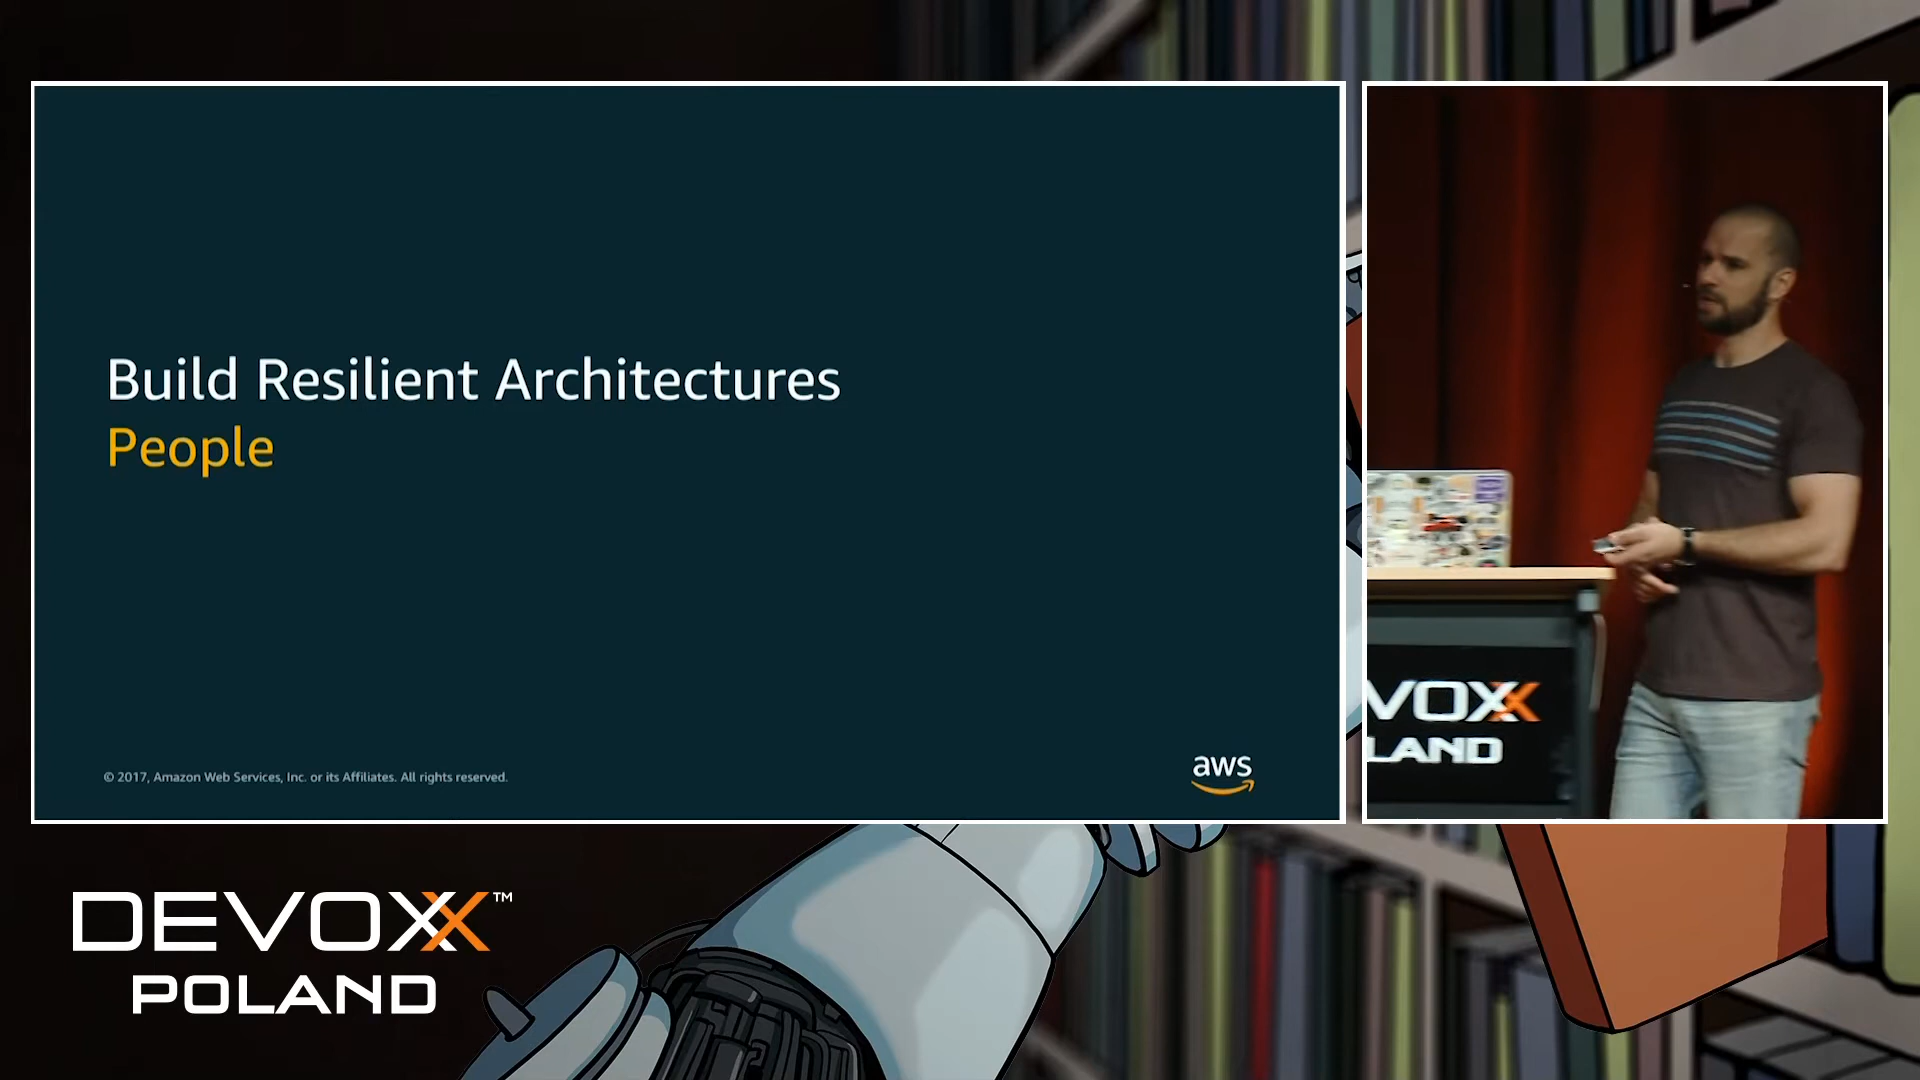 Build Resilient Architectures
People
© 2017, Amazon Web Services, Inc. or its Affiliates. All rights reserved.
aws
VOXX
LAND
DEVOXX™
POLAND